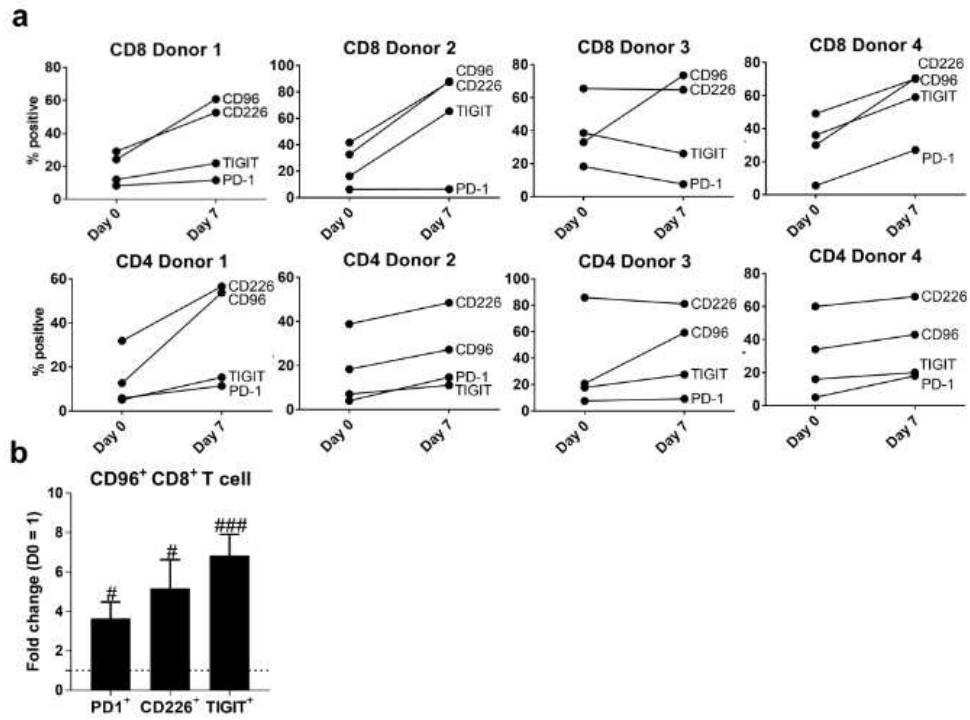 a
CD8 Donor 1
% positive
80
60
40
20
0
CD96
CD226
TIGIT
PD-1
Day 0
Day 7
CD8 Donor 2
100
80
60
40
20
0
CD96
CD226
TIGIT
PD-1
Day 0
Day 7
CD8 Donor 3
80
60
40
20
0
CD96
CD226
TIGIT
PD-1
Day 0
Day 7
CD8 Donor 4
80
60
40
20
0
CD226
CD96
TIGIT
PD-1
Day 0
Day 7
CD4 Donor 1
% positive
60
40
20
0
CD226
CD96
TIGIT
PD-1
Day 0
Day 7
CD4 Donor 2
60
40
20
0
CD226
CD96
PD-1
TIGIT
Day 0
Day 7
CD4 Donor 3
100
80
60
40
20
0
CD226
CD96
TIGIT
PD-1
Day 0
Day 7
CD4 Donor 4
80
60
40
20
0
CD226
CD96
TIGIT
PD-1
Day 0
Day 7
b
CD96⁺ CD8⁺ T cell
Fold change (D0 = 1)
10
8
6
4
2
0
#
#
###
PD1⁺ CD226⁺ TIGIT⁺